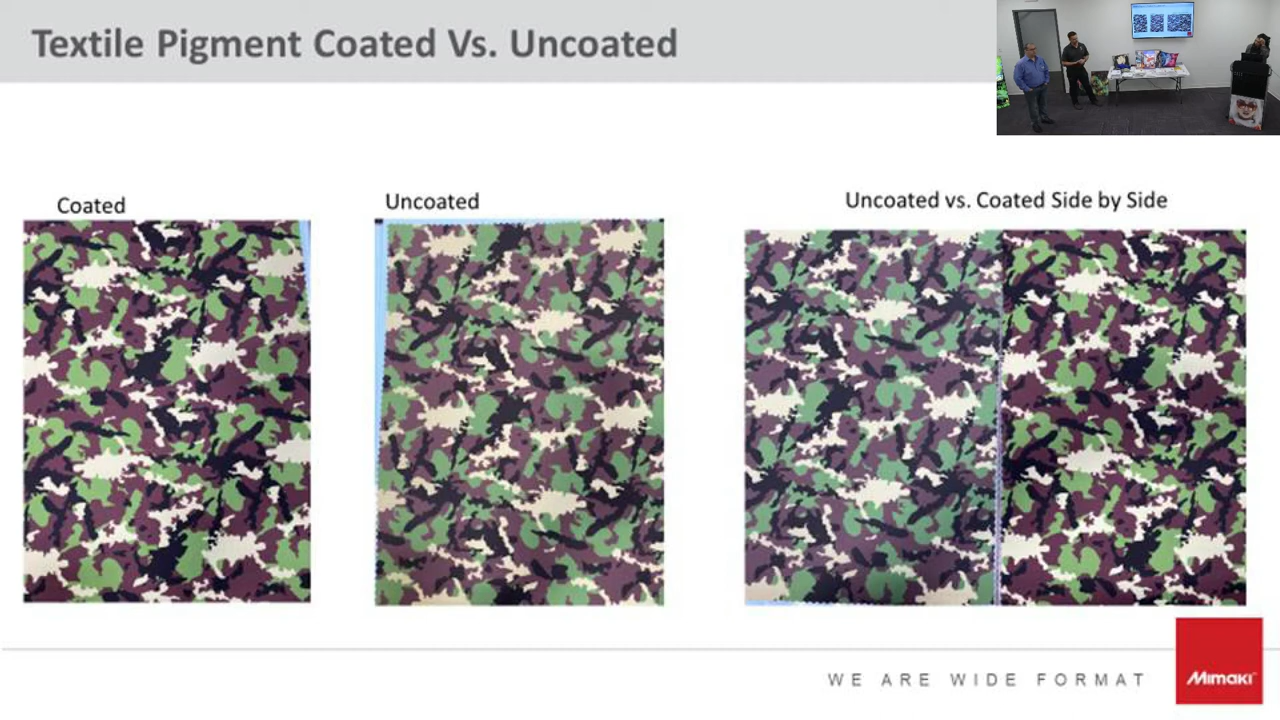 Textile Pigment Coated Vs. Uncoated
Coated
Uncoated
Uncoated vs. Coated Side by Side
WE ARE WIDE FORMAT
Mimaki